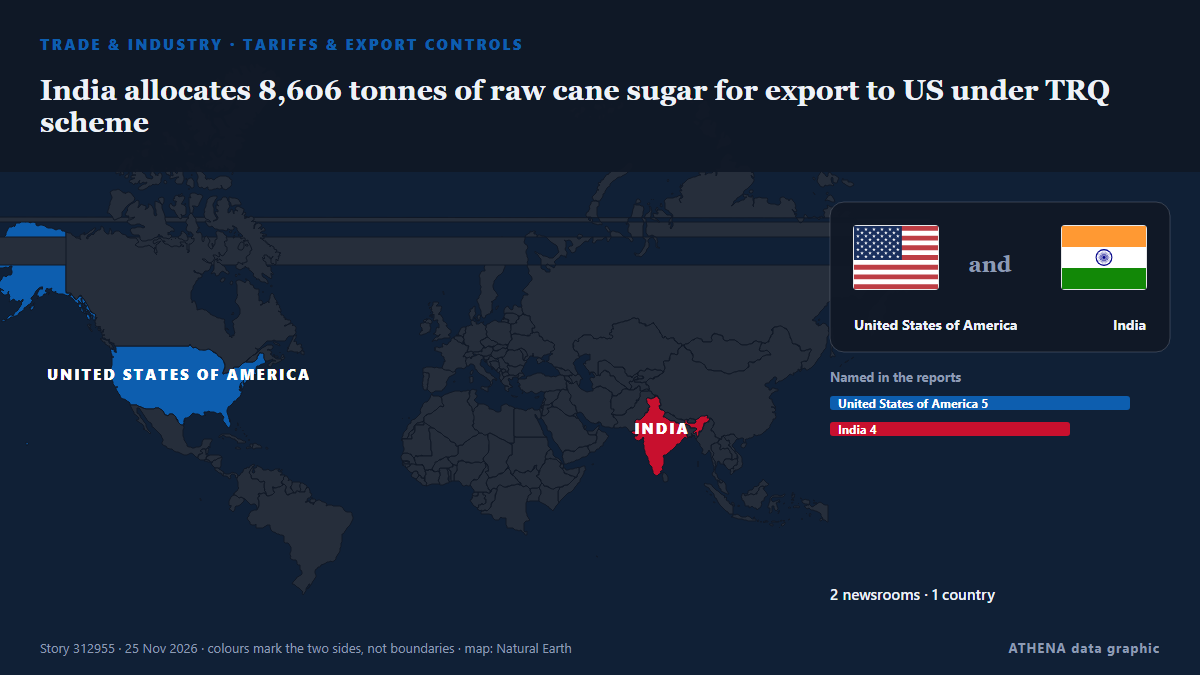 TRADE & INDUSTRY · TARIFFS & EXPORT CONTROLS
India allocates 8,606 tonnes of raw cane sugar for export to US under TRQ
scheme
and
United States of America
India
Named in the reports
United States of America 5
India 4
UNITED STATES OF AMERICA
INDIA
2 newsrooms · 1 country
Story 312955 · 25 Nov 2026 · colours mark the two sides, not boundaries · map: Natural Earth
ATHENA data graphic